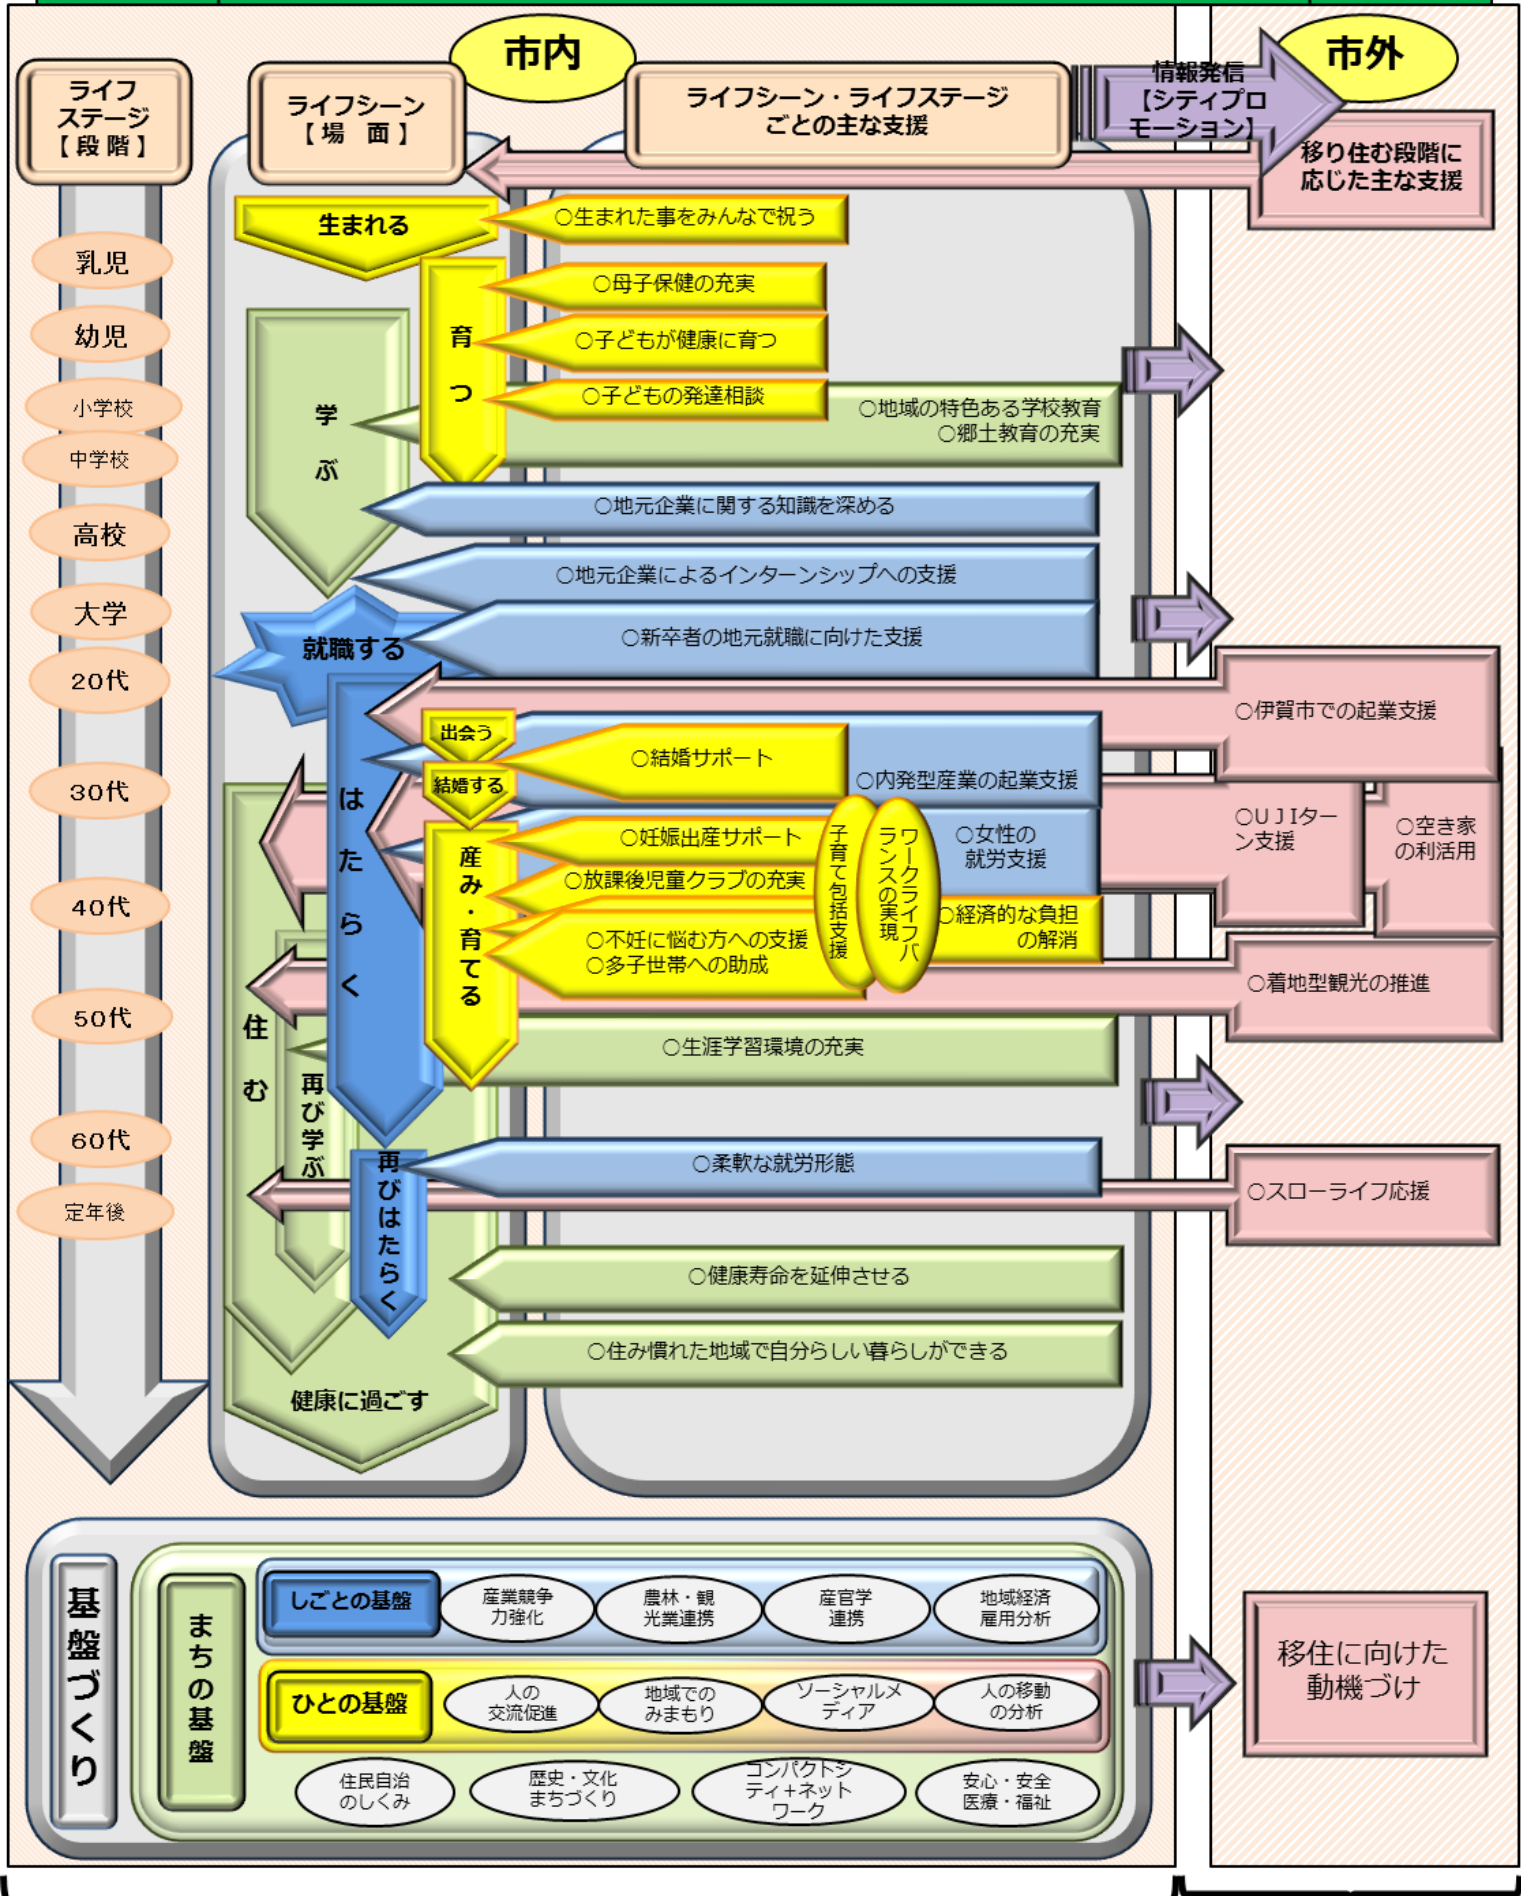 市内
市外
ライフ
ステージ
【 段 階 】
ライフシーン
【 場　面 】
ライフシーン・ライフステージ
ごとの主な支援
情報発信
【シティプロ
モーション】
移り住む段階に
応じた主な支援
乳児
幼児
小学校
中学校
高校
大学
20代
30代
40代
50代
60代
定年後
生まれる
○生まれた事をみんなで祝う
育つ
○母子保健の充実
○子どもが健康に育つ
○子どもの発達相談
学ぶ
○地域の特色ある学校教育
○郷土教育の充実
○地元企業に関する知識を深める
○地元企業によるインターンシップへの支援
就職する
○新卒者の地元就職に向けた支援
はたらく
○伊賀市での起業支援
出会う
結婚する
○結婚サポート
○内発型産業の起業支援
産み・育てる
○妊娠出産サポート
○放課後児童クラブの充実
○不妊に悩む方への支援
○多子世帯への助成
子育て包括支援
ワークライフバ
ランスの実現
○女性の
就労支援
○経済的な負担
の解消
○ＵＪＩター
ン支援
○空き家
の利活用
○着地型観光の推進
住む
再び学ぶ
○生涯学習環境の充実
再びはたらく
○柔軟な就労形態
○スローライフ応援
○健康寿命を延伸させる
○住み慣れた地域で自分らしい暮らしができる
健康に過ごす
基盤づくり
まちの基盤
しごとの基盤
産業競争
力強化
農林・観
光業連携
産官学
連携
地域経済
雇用分析
ひとの基盤
人の
交流促進
地域での
みまもり
ソーシャルメ
ディア
人の移動
の分析
住民自治
のしくみ
歴史・文化
まちづくり
コンパクトシ
ティ＋ネット
ワーク
安心・安全
医療・福祉
移住に向けた
動機づけ